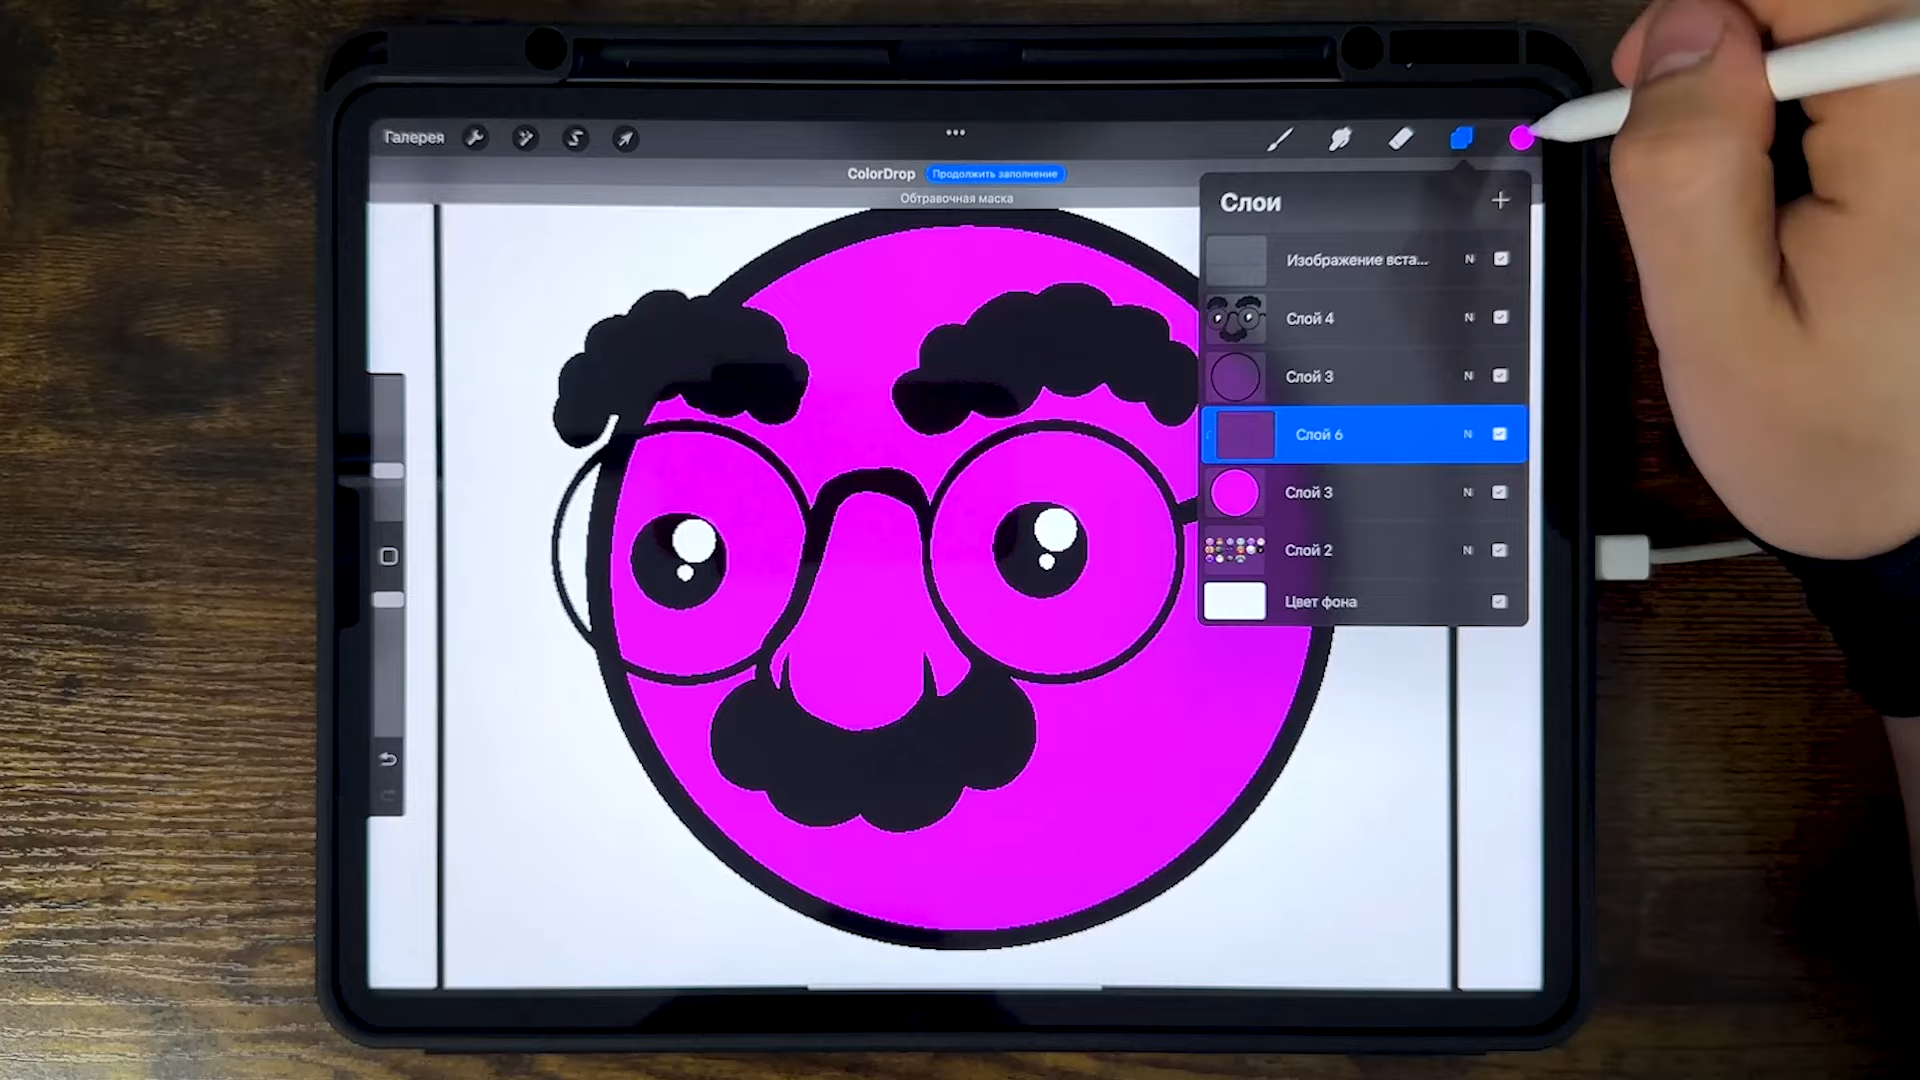 Галерея
ColorDrop Продолжить заполнение
Обтравочная маска
Слои
Изображение вста... N
Слой 4 N
Слой 3 N
Слой 6 N
Слой 3 N
Слой 2 N
Цвет фона